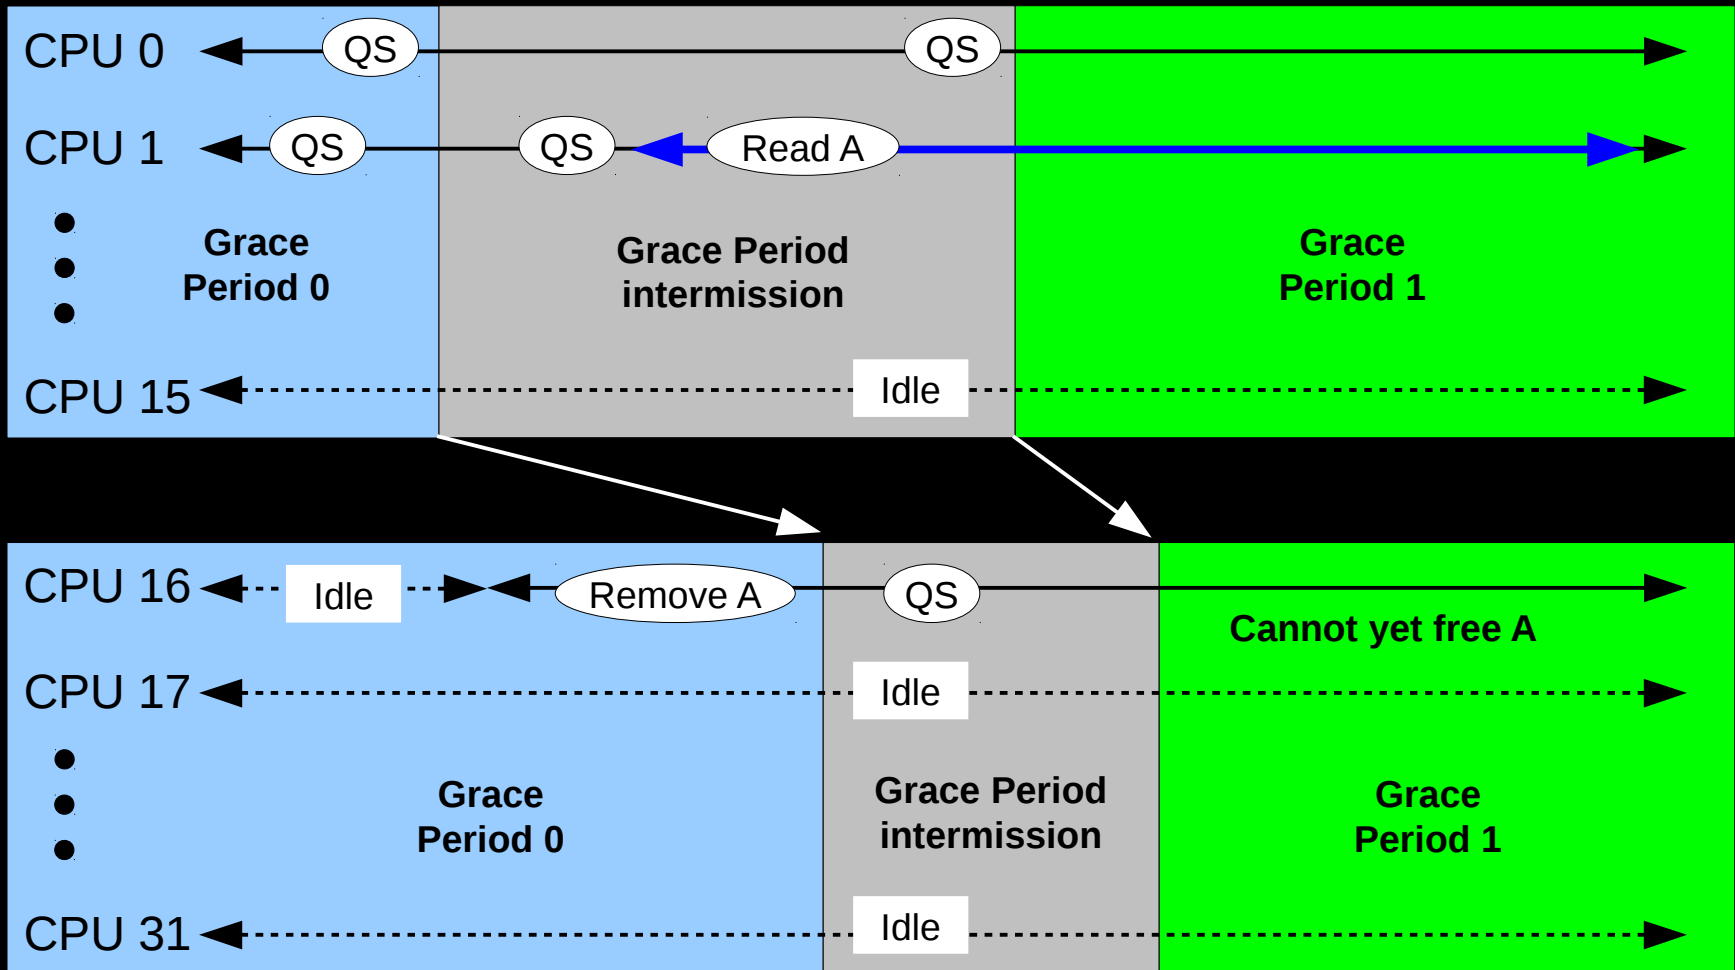 CPU 0
QS
QS
CPU 1
QS
QS
Read A
Grace
Period 0
Grace Period
intermission
Grace
Period 1
CPU 15
Idle
CPU 16
Idle
Remove A
QS
Cannot yet free A
CPU 17
Idle
Grace
Period 0
Grace Period
intermission
Grace
Period 1
CPU 31
Idle